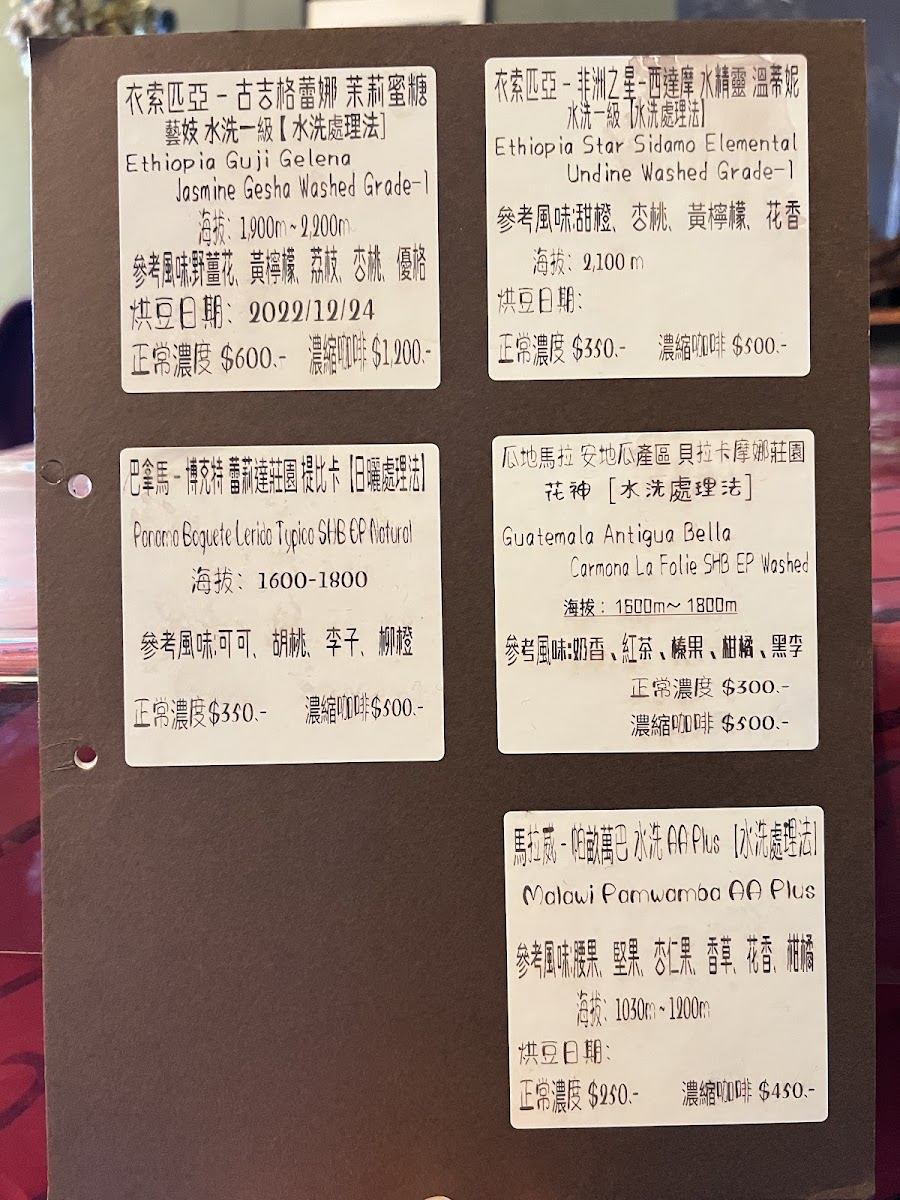 衣索匹亞-古吉格蕾娜 茉莉蜜糖
藝妓 水洗一級【水洗處理法】
Ethiopia Guji Gelena
Jasmine Gesha Washed Grade-1
海拔: 1,900m~2,200m
參考風味:野薑花、黃檸檬、荔枝、杏桃、優格
烘豆日期: 2022/12/24
正常濃度 $600.- 濃縮咖啡 $1,200.-
衣索匹亞-非洲之星-西達摩 水精靈 溫蒂妮
水洗一級【水洗處理法】
Ethiopia Star Sidamo Elemental
Undine Washed Grade-1
參考風味:甜橙、杏桃、黃檸檬、花香
海拔: 2,100 m
烘豆日期:
正常濃度 $350.- 濃縮咖啡 $500.-
巴拿馬-博克特 蕾莉達莊園 提比卡【日曬處理法】
Panama Boquete Lerida Typica SHB EP Natural
海拔: 1600-1800
參考風味:可可、胡桃、李子、柳橙
正常濃度$350.- 濃縮咖啡$500.-
瓜地馬拉 安地瓜產區 貝拉卡摩娜莊園
花神 [水洗處理法]
Guatemala Antigua Bella
Carmona La Folie SHB EP Washed
海拔: 1600m~ 1800m
參考風味:奶香、紅茶、榛果、柑橘、黑李
正常濃度 $300.-
濃縮咖啡 $500.-
馬拉威-帕畝萬巴 水洗 AA Plus【水洗處理法】
Malawi Pamwamba AA Plus
參考風味:腰果、堅果、杏仁果、香草、花香、柑橘
海拔: 1030m~1200m
烘豆日期:
正常濃度 $250.- 濃縮咖啡 $450.-